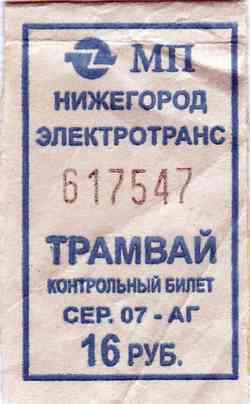 МП
НИЖЕГОРОД
ЭЛЕКТРОТРАНС
617547
ТРАМВАЙ
КОНТРОЛЬНЫЙ БИЛЕТ
СЕР. 07 - АГ
16 РУБ.